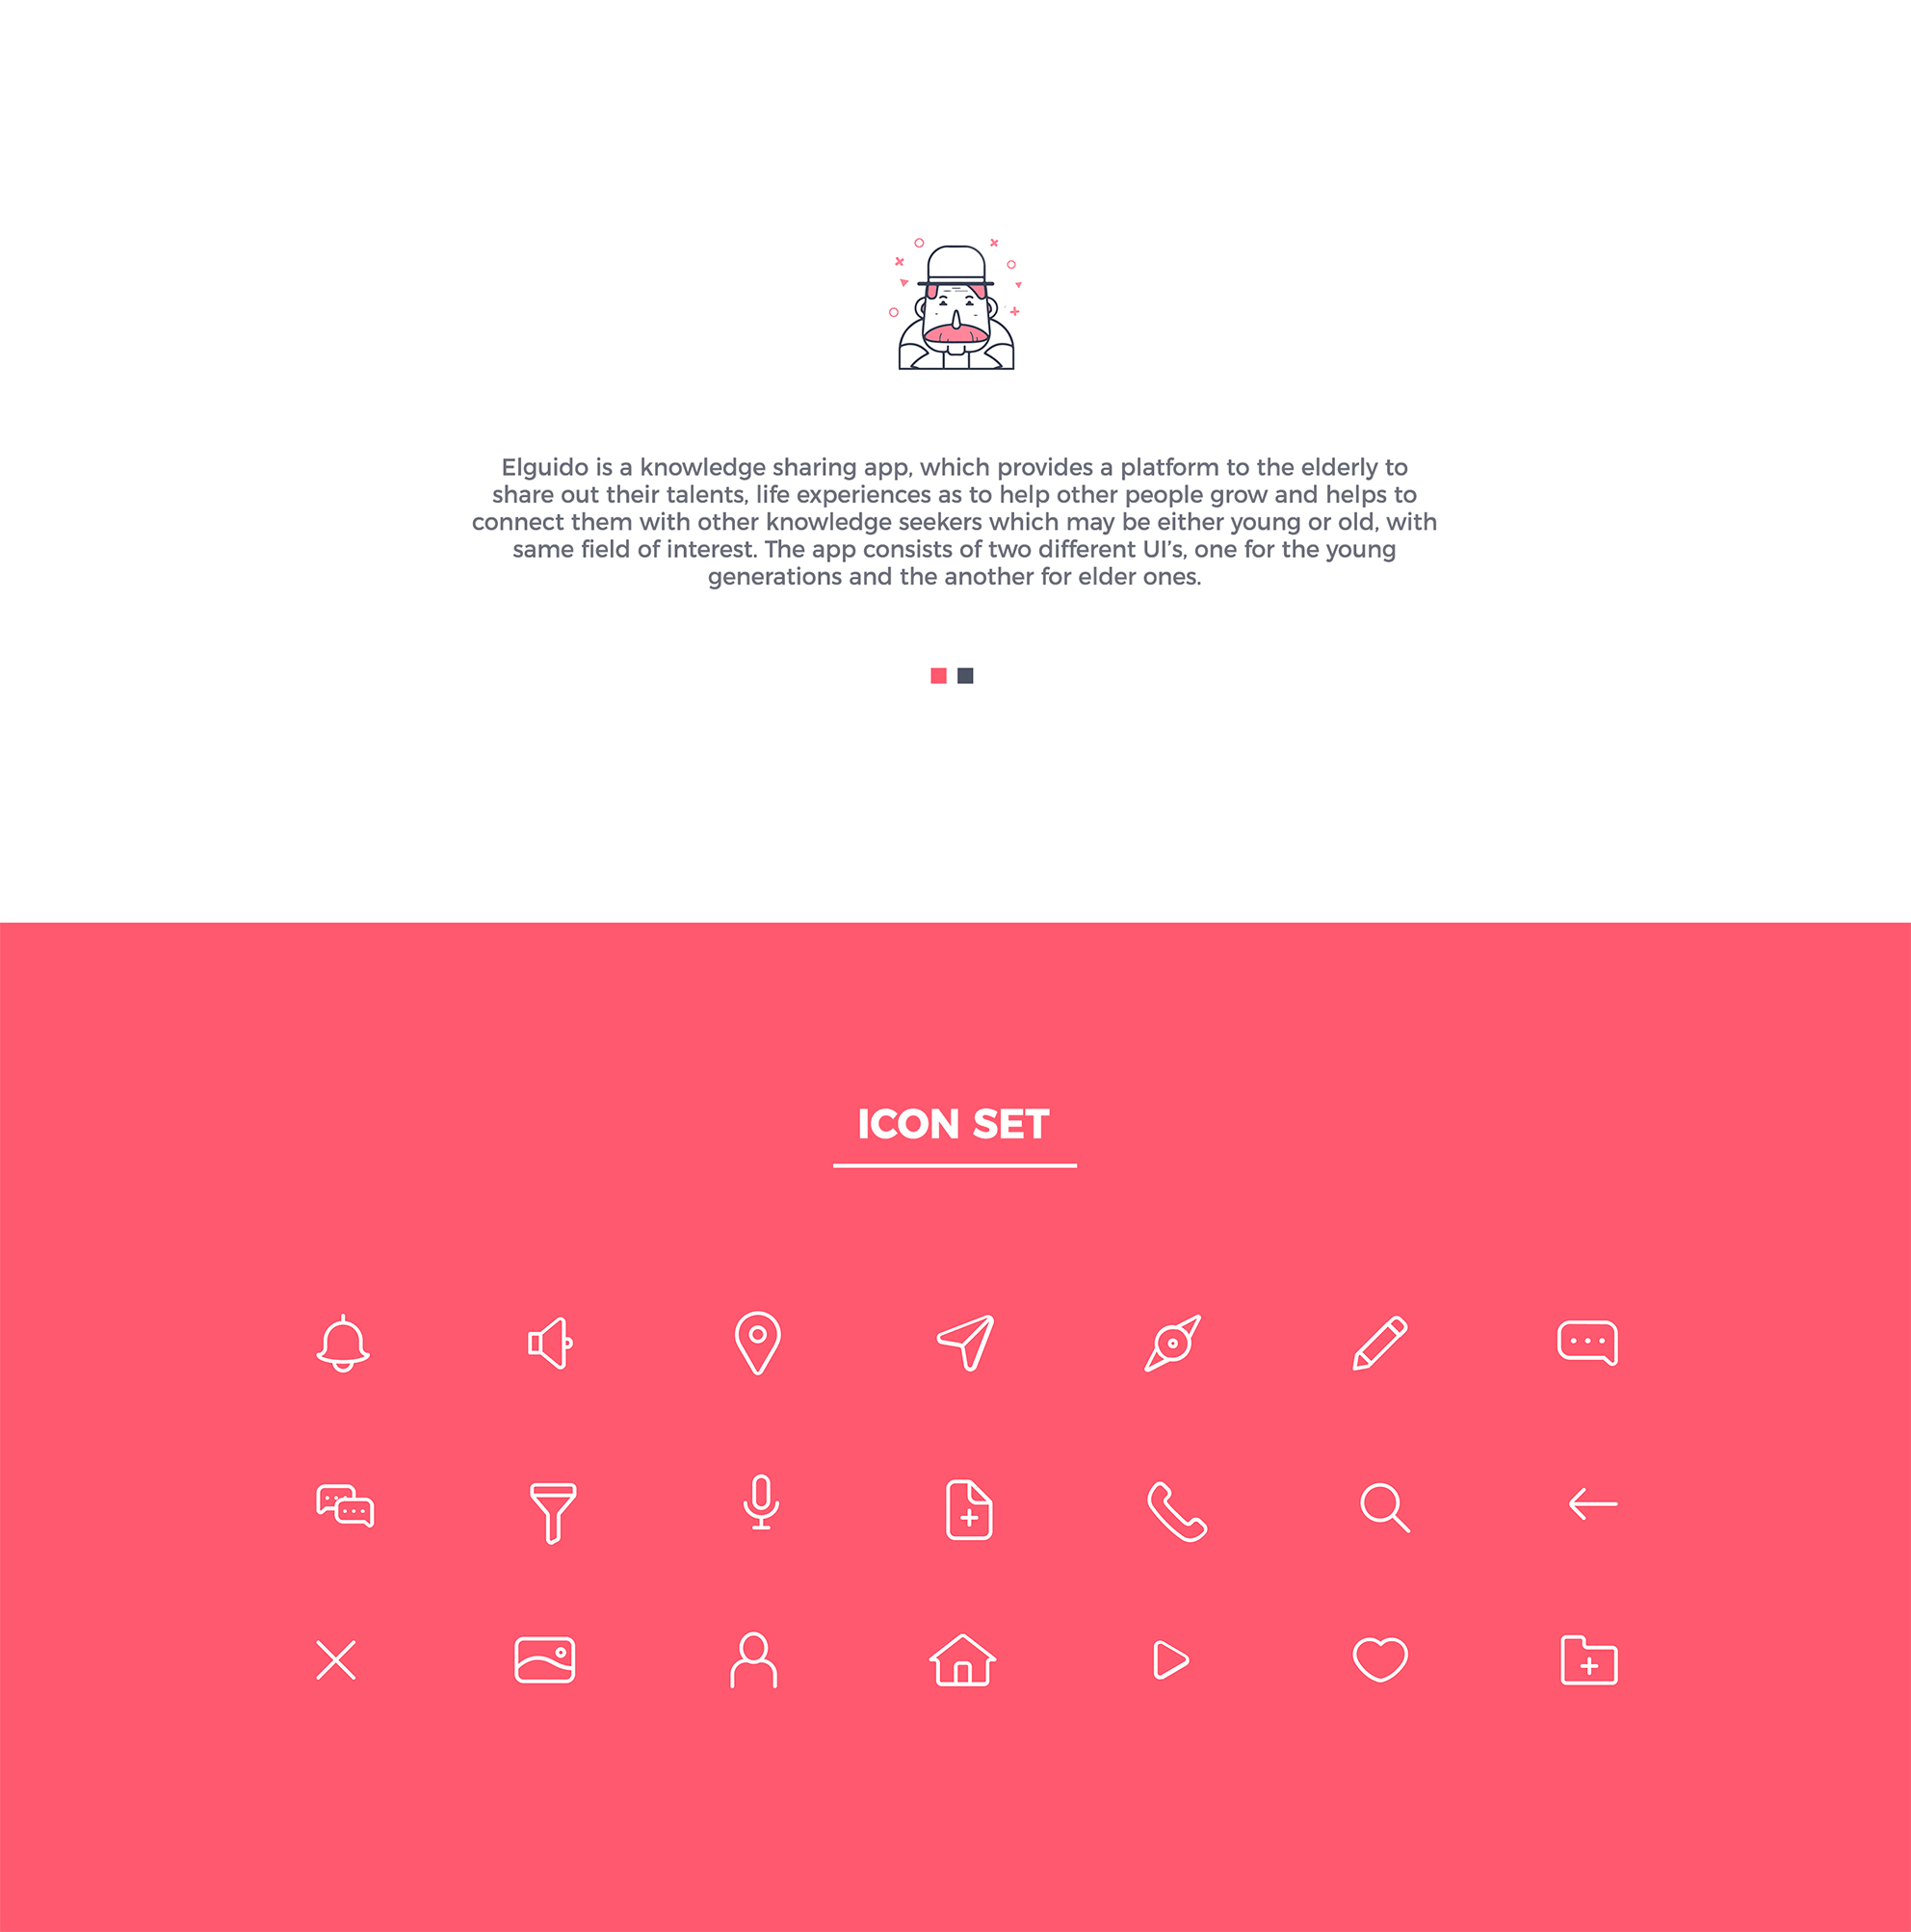 Elguido is a knowledge sharing app, which provides a platform to the elderly to
share out their talents, life experiences as to help other people grow and helps to
connect them with other knowledge seekers which may be either young or old, with
same field of interest. The app consists of two different UI’s, one for the young
generations and the another for elder ones.
ICON SET